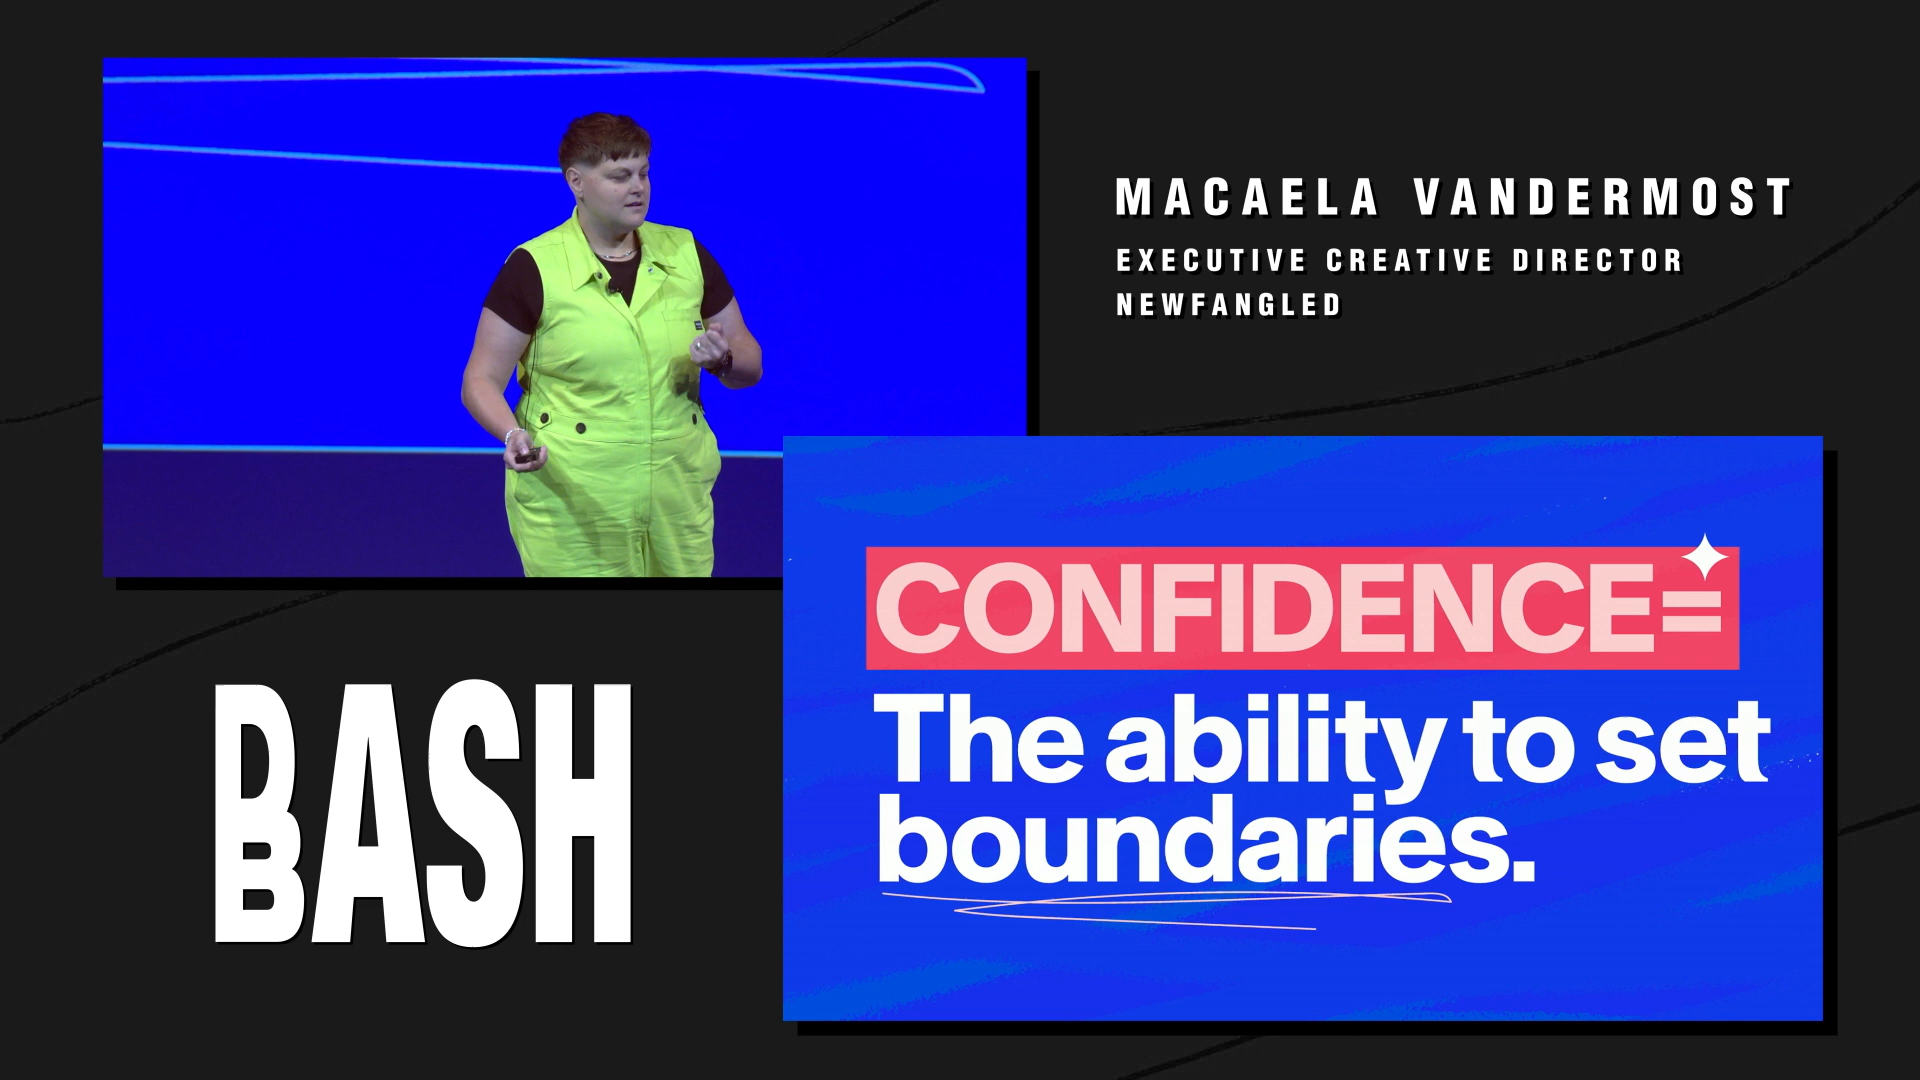 MACAELA VANDERMOST
EXECUTIVE CREATIVE DIRECTOR
NEWFANGLED
CONFIDENCE=
The ability to set
boundaries.
BASH